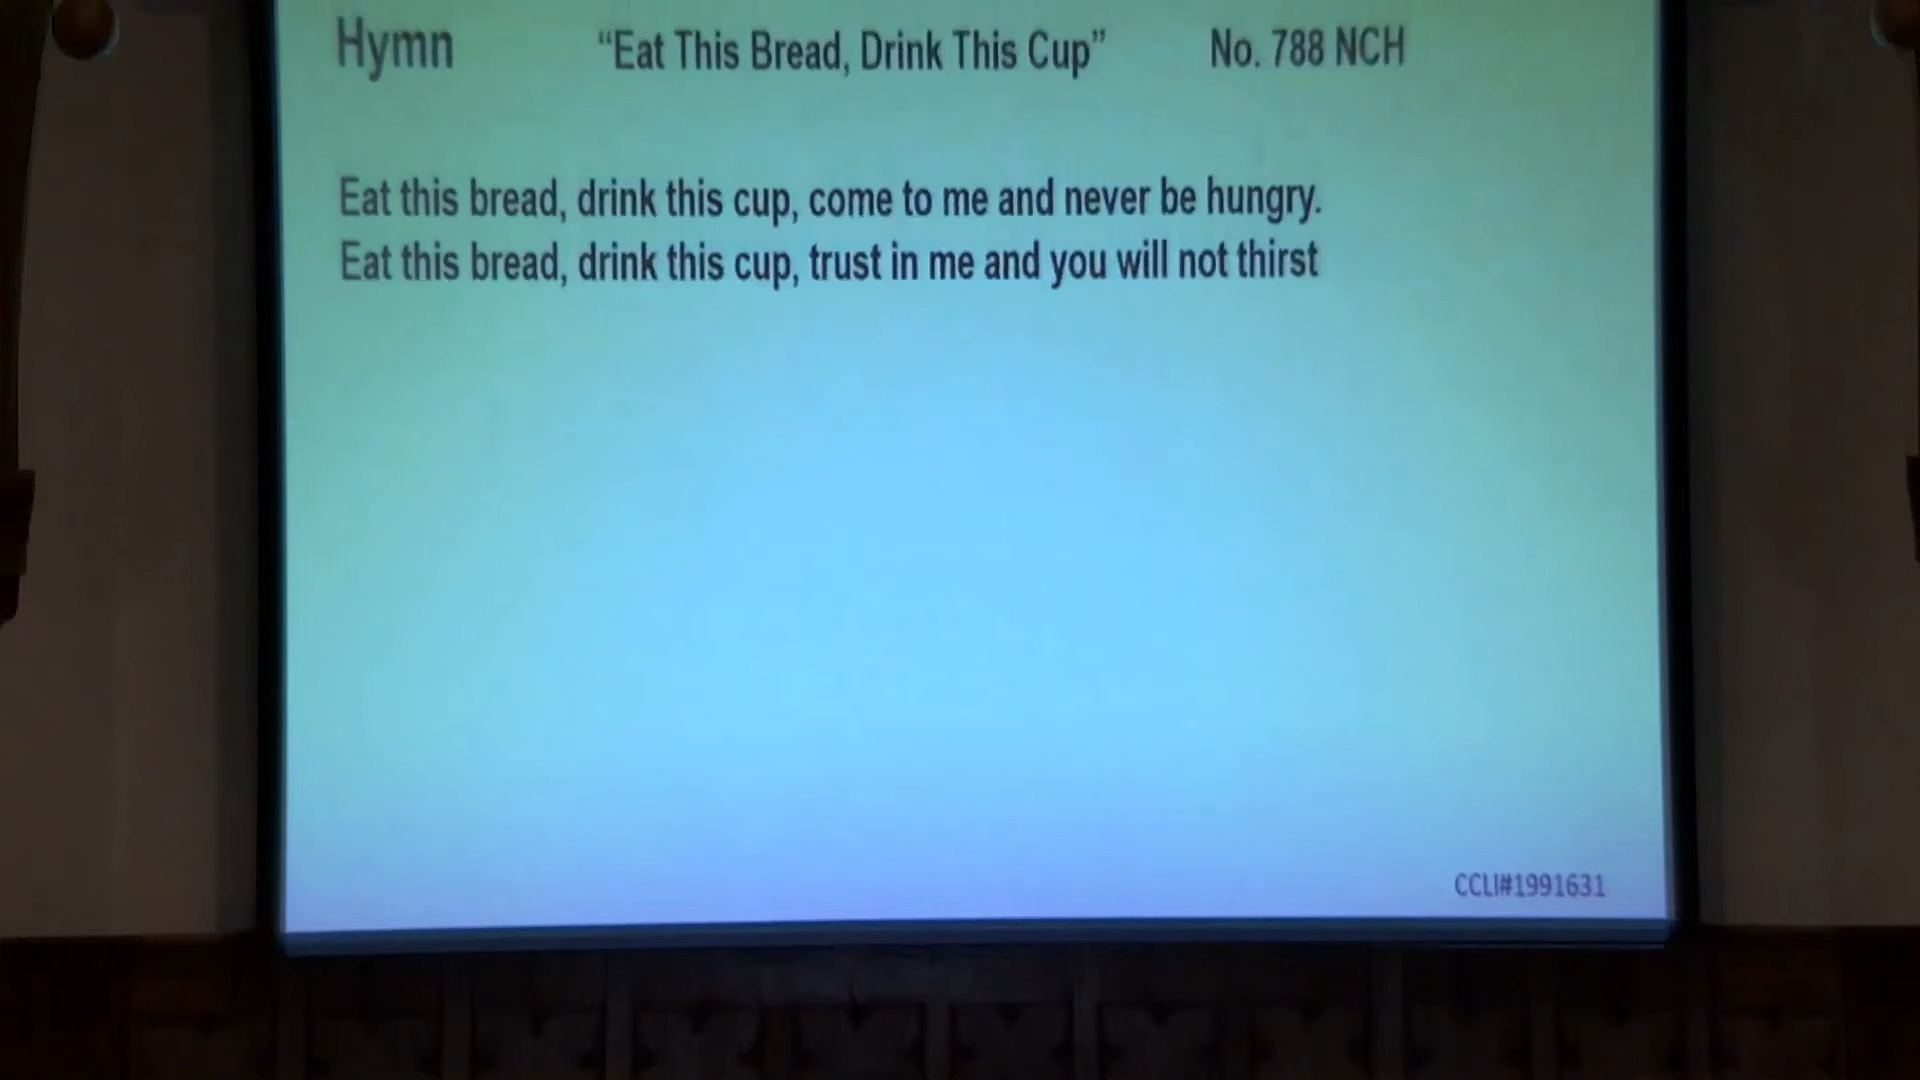 Hymn “Eat This Bread, Drink This Cup” No. 788 NCH
Eat this bread, drink this cup, come to me and never be hungry.
Eat this bread, drink this cup, trust in me and you will not thirst
CCLI#1991631